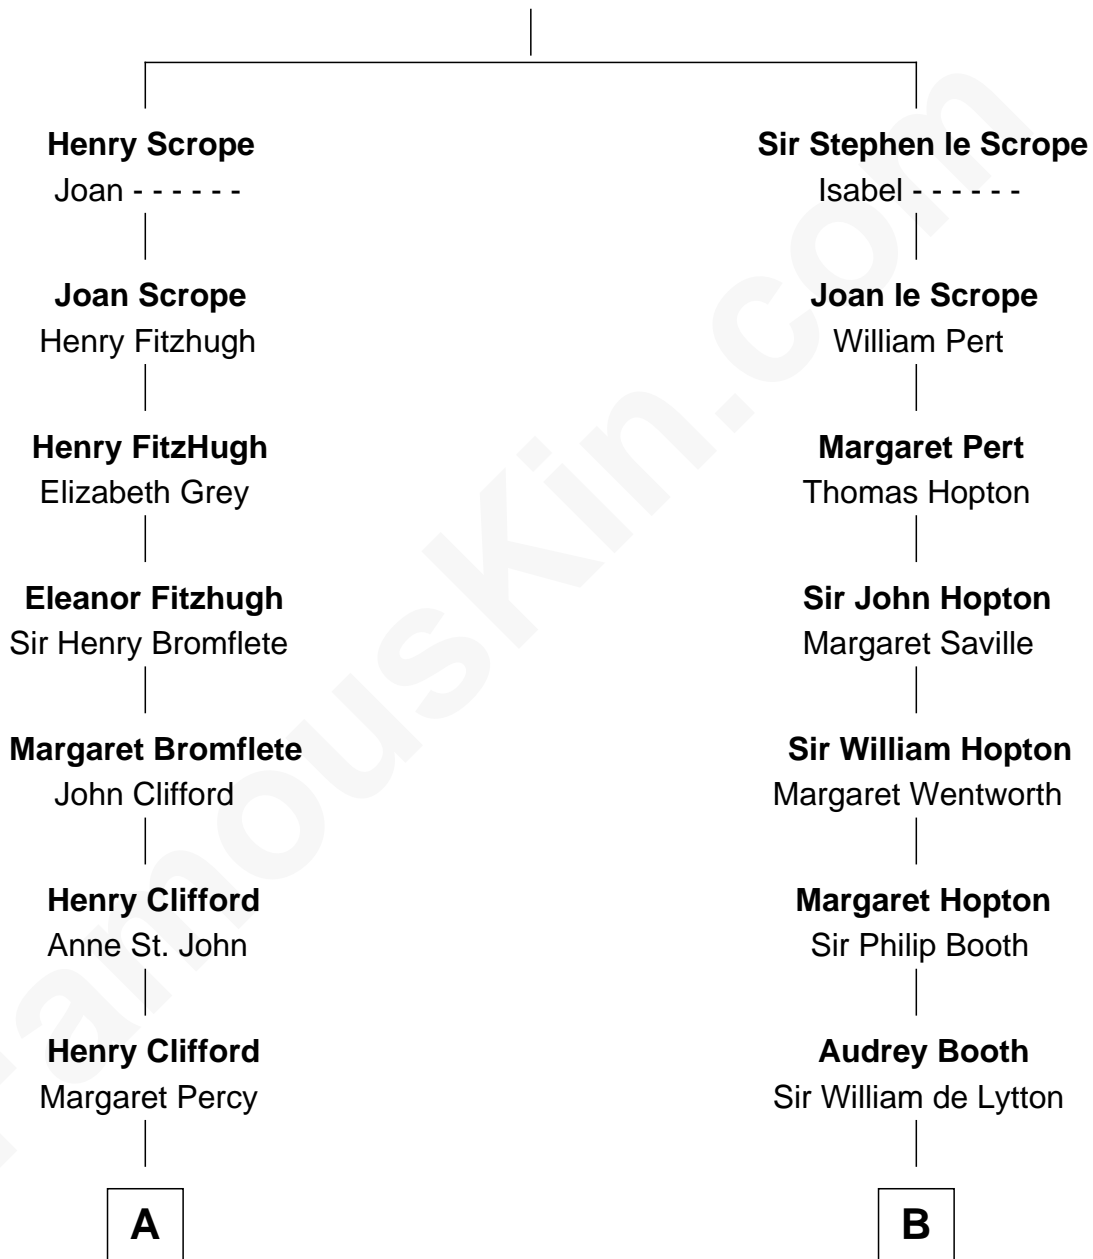 Henry Scrope
Joan - - - - - -
Joan Scrope
Henry Fitzhugh
Henry FitzHugh
Elizabeth Grey
Eleanor Fitzhugh
Sir Henry Bromflete
Margaret Bromflete
John Clifford
Henry Clifford
Anne St. John
Henry Clifford
Margaret Percy
A
Sir Stephen le Scrope
Isabel - - - - - -
Joan le Scrope
William Pert
Margaret Pert
Thomas Hopton
Sir John Hopton
Margaret Saville
Sir William Hopton
Margaret Wentworth
Margaret Hopton
Sir Philip Booth
Audrey Booth
Sir William de Lytton
B
FamousKin.com